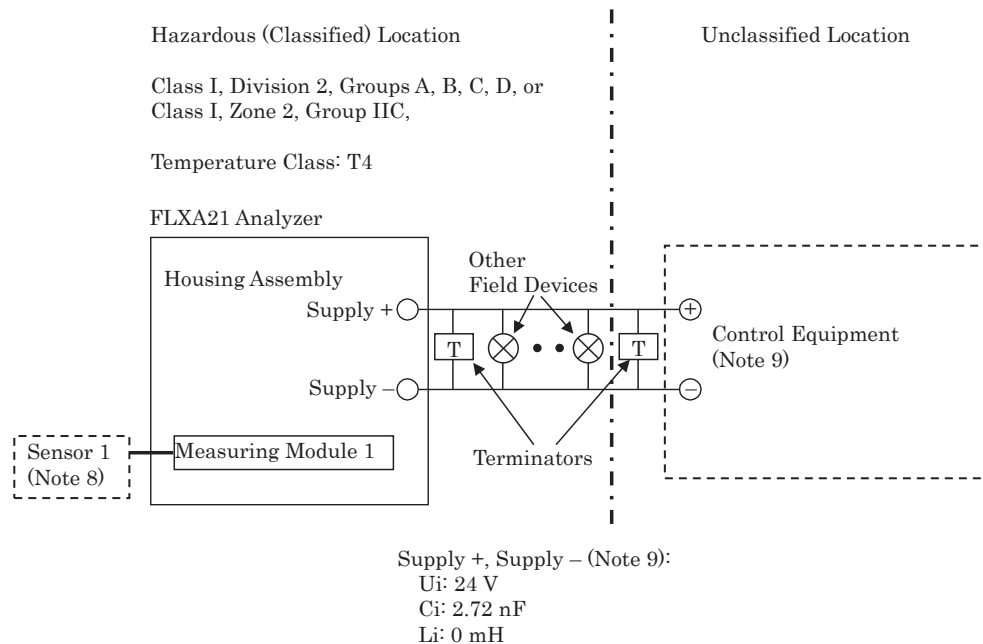 Hazardous (Classified) Location
Unclassified Location
Class I, Division 2, Groups A, B, C, D, or
Class I, Zone 2, Group IIC,
Temperature Class: T4
FLXA21 Analyzer
Housing Assembly
Other
Field Devices
Supply +
+
T
T
Control Equipment
(Note 9)
Supply –
–
Sensor 1
(Note 8)
Measuring Module 1
Terminators
Supply +, Supply – (Note 9):
Ui: 24 V
Ci: 2.72 nF
Li: 0 mH